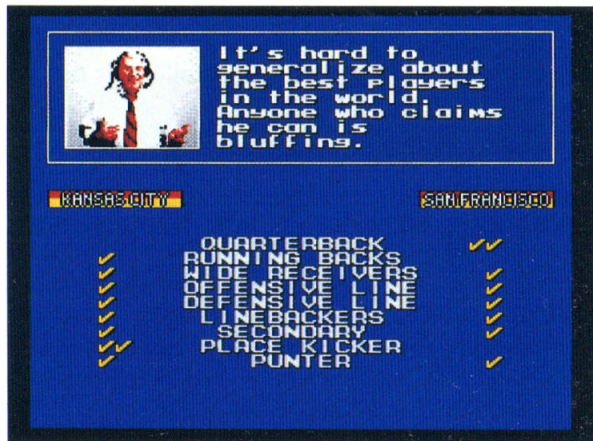 It's hard to
generalize about
the best players
in the world.
Anyone who claims
he can is
bluffing.
KANSAS CITY
SAN FRANCISCO
QUARTERBACK
RUNNING BACKS
WIDE RECEIVERS
OFFENSIVE LINE
DEFENSIVE LINE
LINEBACKERS
SECONDARY
PLACE KICKER
PUNTER